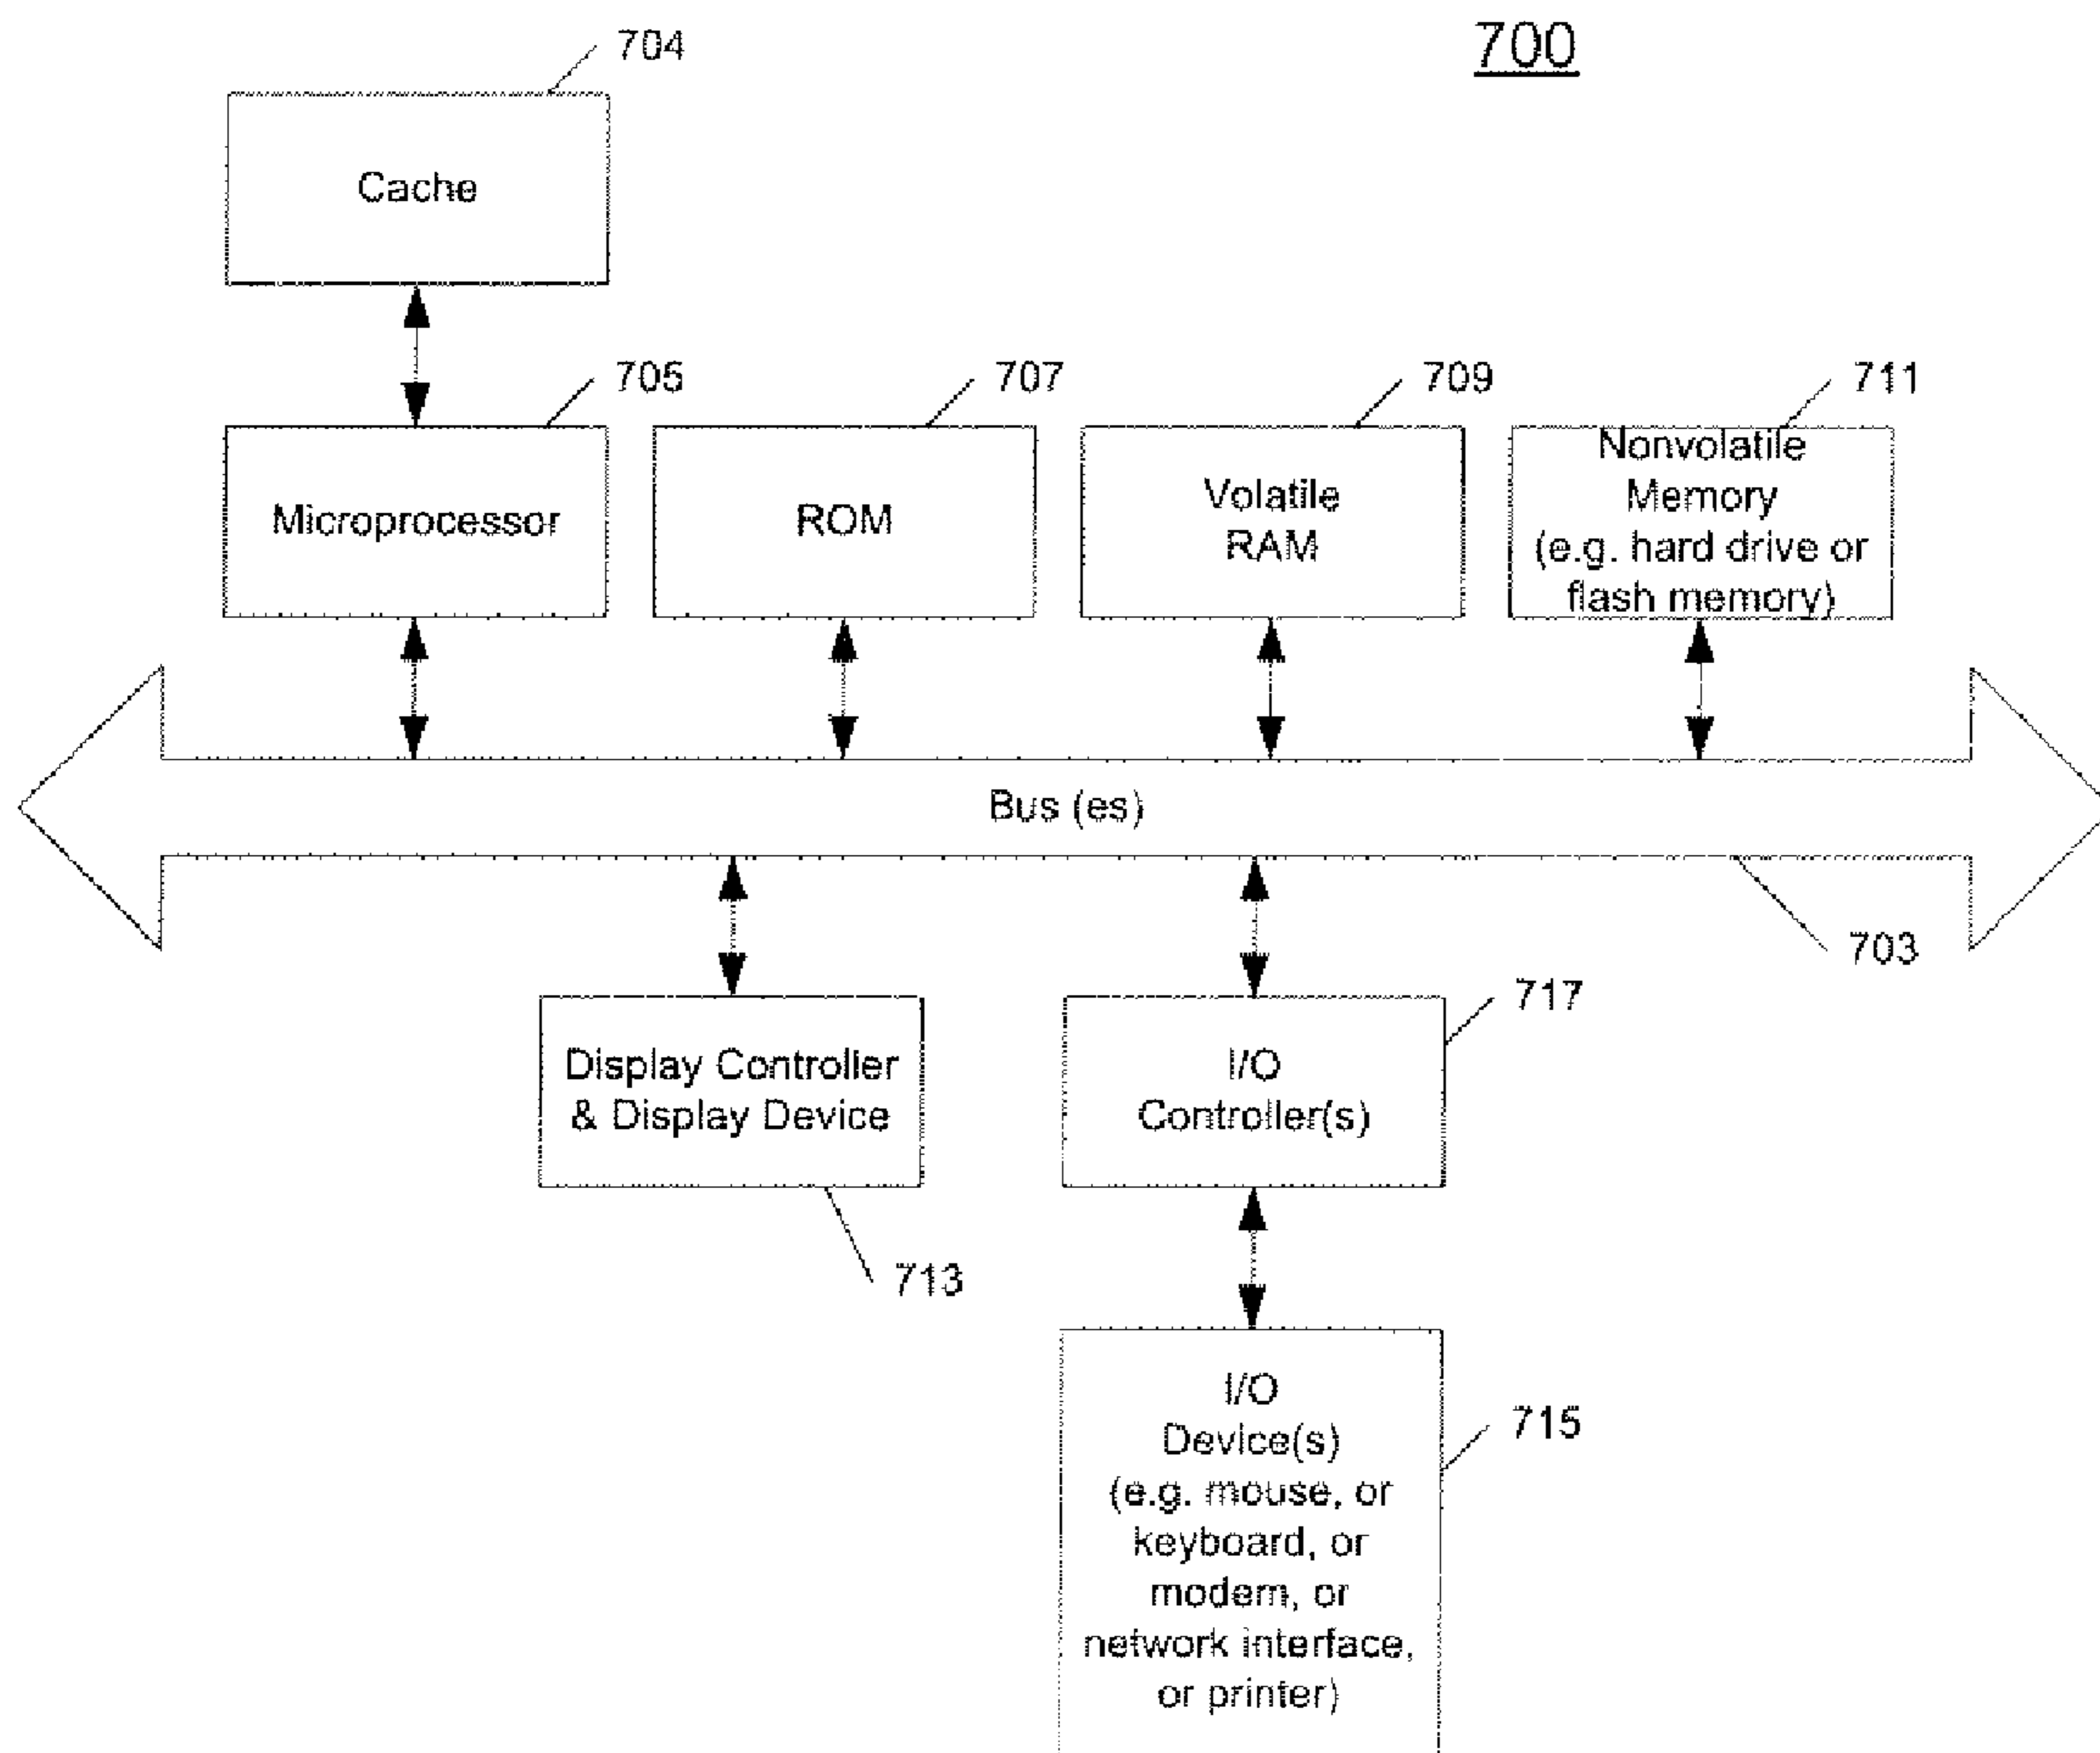 700
704
Cache
705
707
709
711
Microprocessor
ROM
Volatile
RAM
Nonvolatile
Memory
(e.g. hard drive or
flash memory)
Bus (es)
703
Display Controller
& Display Device
713
717
I/O
Controller(s)
I/O
Device(s)
(e.g. mouse, or
keyboard, or
modem, or
network interface,
or printer)
715